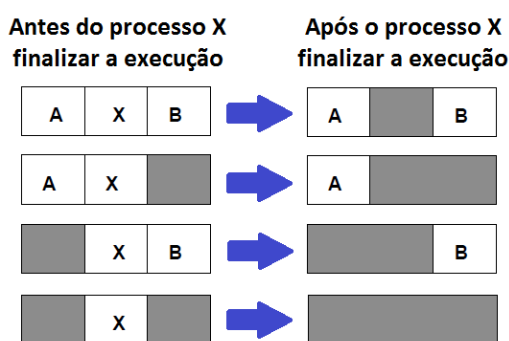 Antes do processo X
finalizar a execução
Após o processo X
finalizar a execução
A X B
A B
A X
A
X B
B
X